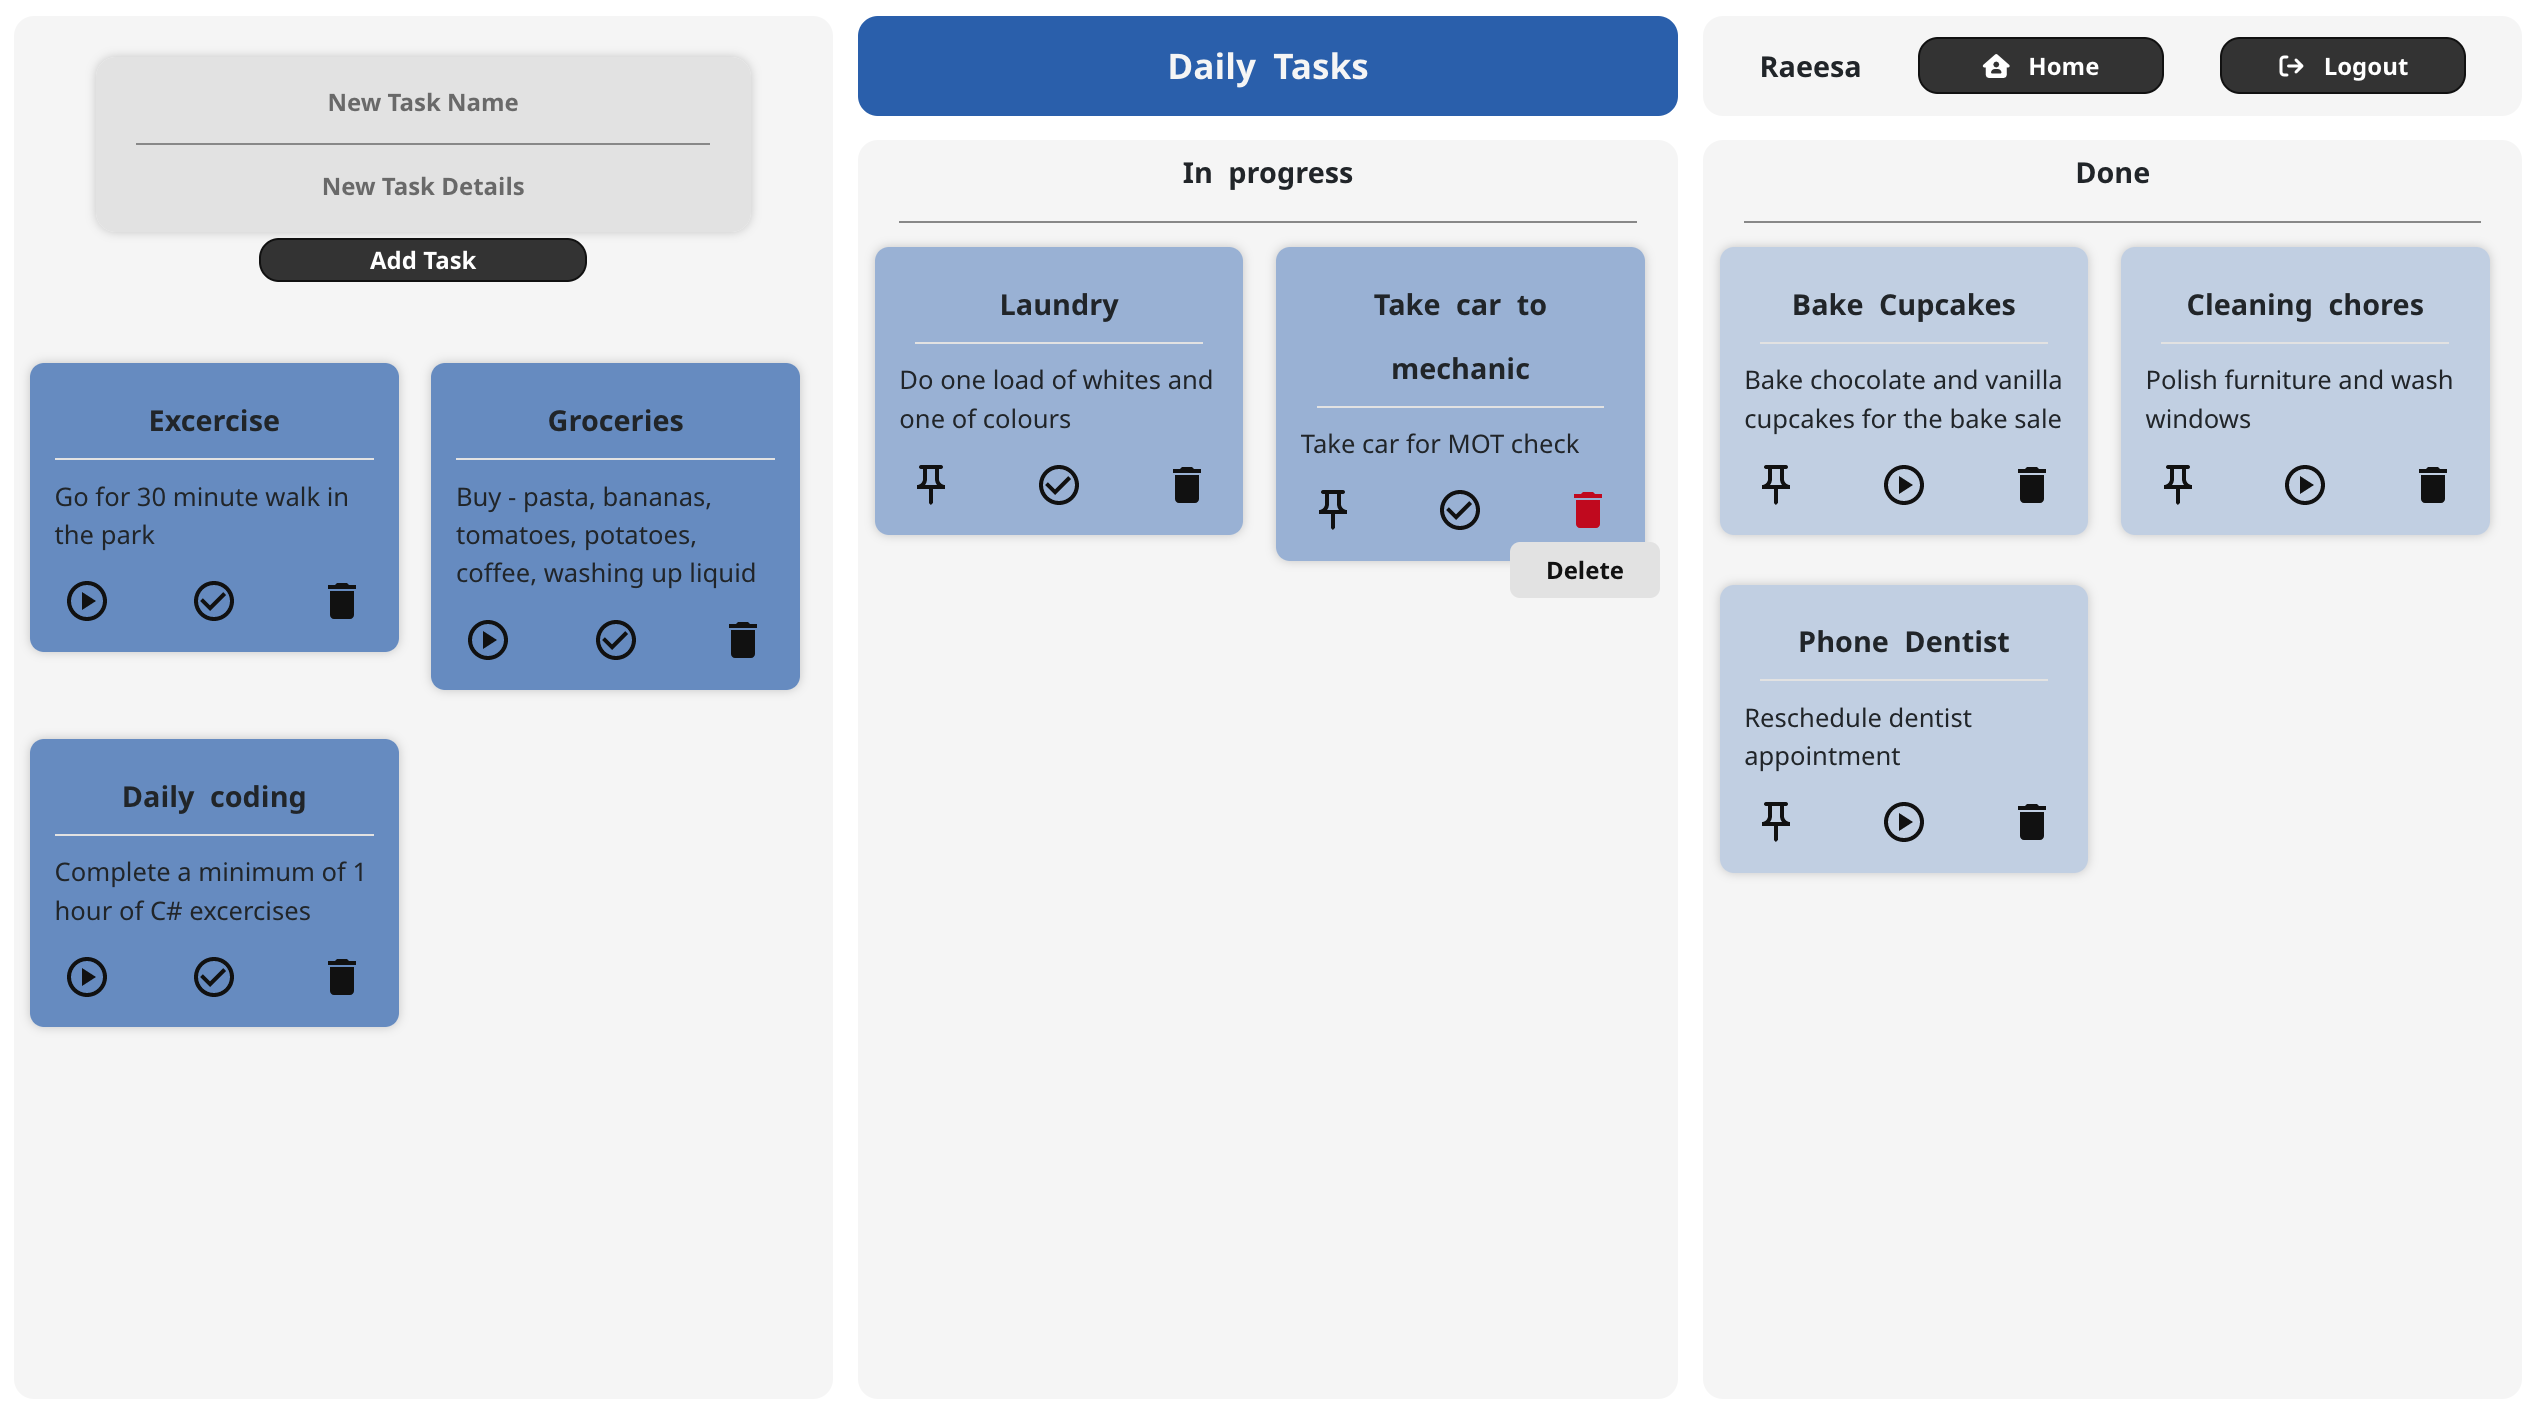 New Task Name
New Task Details
Add Task
Excercise
Go for 30 minute walk in
the park
Groceries
Buy - pasta, bananas,
tomatoes, potatoes,
coffee, washing up liquid
Daily coding
Complete a minimum of 1
hour of C# excercises
Daily Tasks
In progress
Laundry
Do one load of whites and
one of colours
Take car to
mechanic
Take car for MOT check
Delete
Raeesa
Home
Logout
Done
Bake Cupcakes
Bake chocolate and vanilla
cupcakes for the bake sale
Cleaning chores
Polish furniture and wash
windows
Phone Dentist
Reschedule dentist
appointment